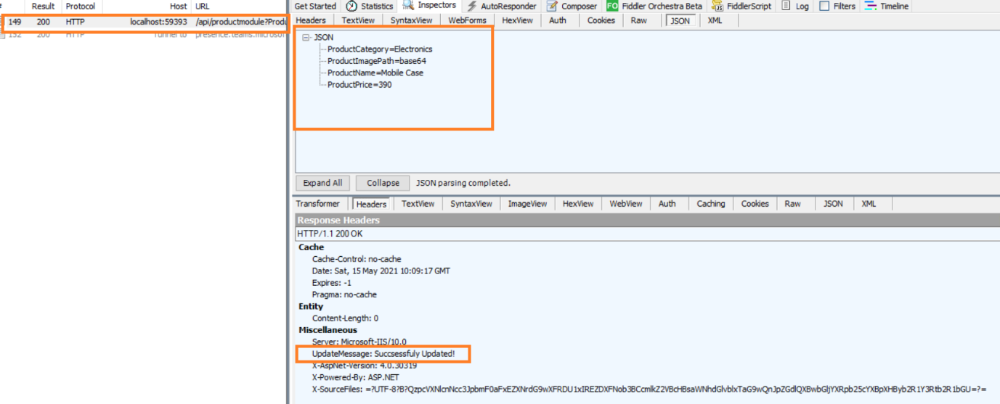 # Result Protocol Host URL
149 200 HTTP localhost:59393 /api/productmodule?Produ
152 200 HTTP Tunnel to presence.teams.microsof
Get Started Statistics Inspectors AutoResponder Composer FO Fiddler Orchestra Beta FiddlerScript Log Filters Timeline
Headers TextView SyntaxView WebForms HexView Auth Cookies Raw JSON XML
JSON
ProductCategory=Electronics
ProductImagePath=base64
ProductName=Mobile Case
ProductPrice=390
Expand All Collapse JSON parsing completed.
Transformer Headers TextView SyntaxView ImageView HexView WebView Auth Caching Cookies Raw JSON XML
Response Headers
HTTP/1.1 200 OK
Cache
Cache-Control: no-cache
Date: Sat, 15 May 2021 10:09:17 GMT
Expires: -1
Pragma: no-cache
Entity
Content-Length: 0
Miscellaneous
Server: Microsoft-IIS/10.0
UpdateMessage: Succsessfuly Updated!
X-AspNet-Version: 4.0.30319
X-Powered-By: ASP.NET
X-SourceFiles: